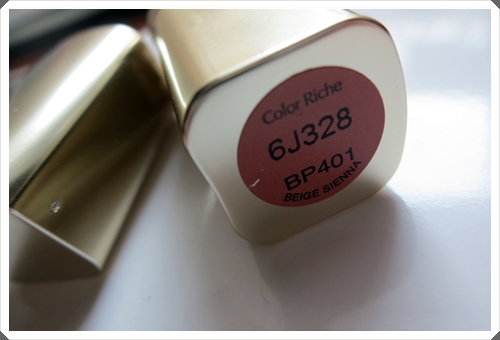 Color Riche
6J328
BP401
BEIGE SIENNA